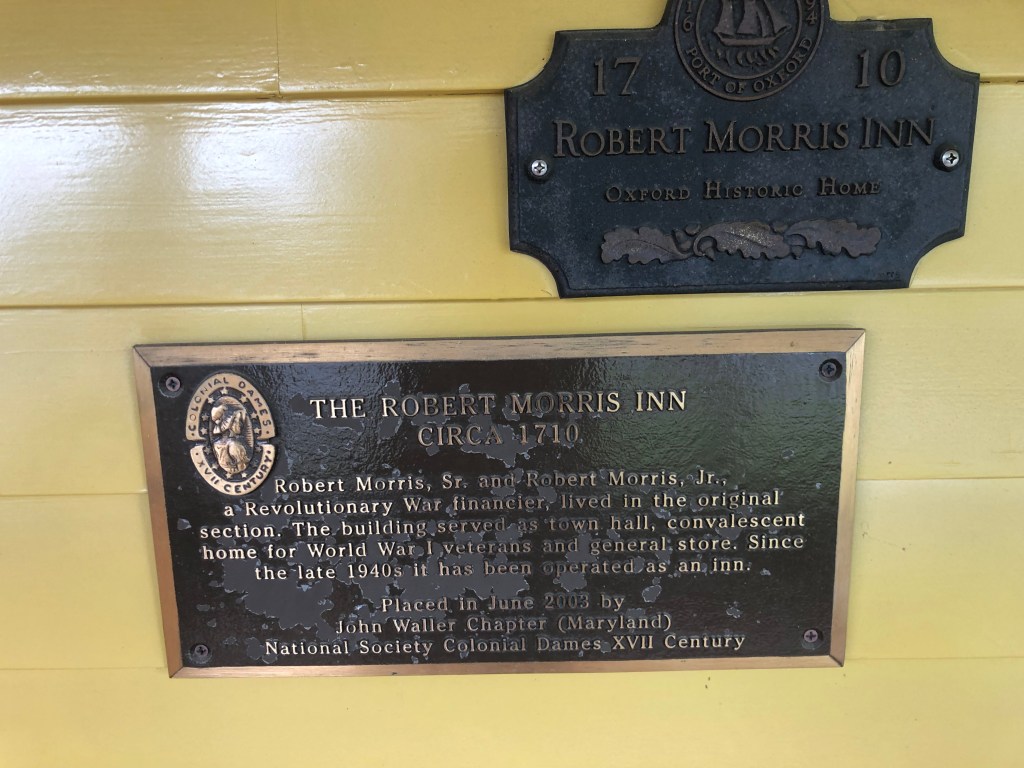 16 94
PORT OF OXFORD
17 10
ROBERT MORRIS INN
OXFORD HISTORIC HOME
COLONIAL DAMES
XVII CENTURY
THE ROBERT MORRIS INN
CIRCA 1710
Robert Morris, Sr. and Robert Morris, Jr.,
a Revolutionary War financier, lived in the original
section. The building served as town hall, convalescent
home for World War I veterans and general store. Since
the late 1940s it has been operated as an inn.
Placed in June 2003 by
John Waller Chapter (Maryland)
National Society Colonial Dames XVII Century